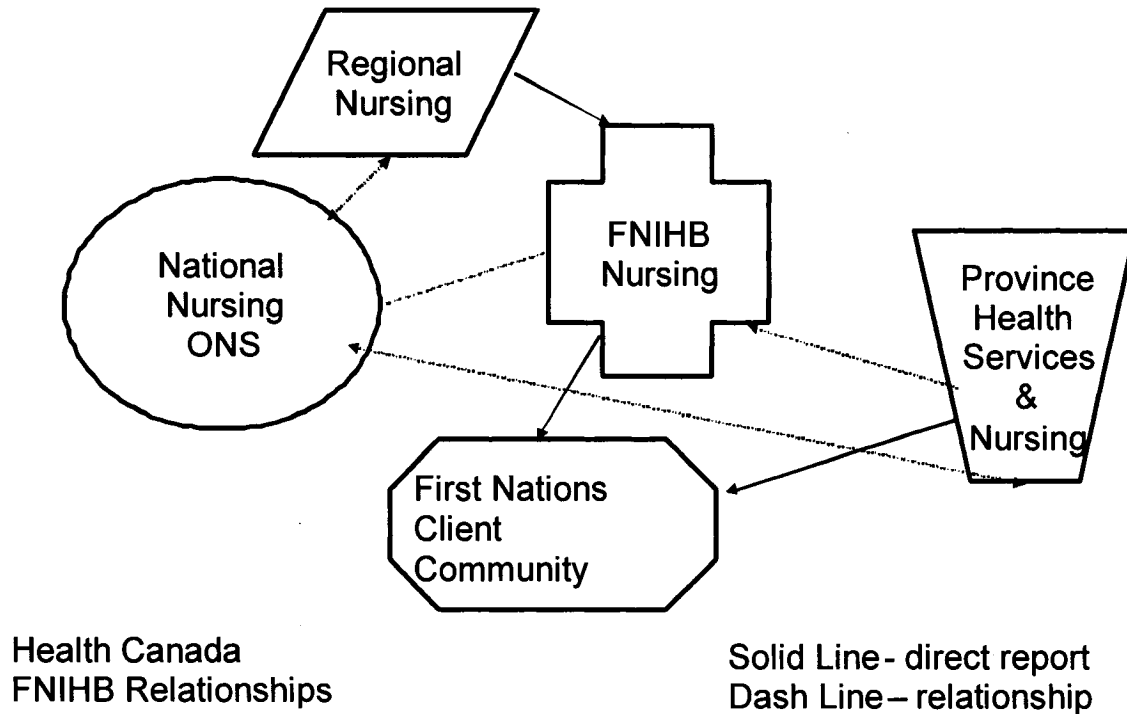 Regional
Nursing
FNIHB
Nursing
National
Nursing
ONS
Province
Health
Services
&
Nursing
First Nations
Client
Community
Health Canada
FNIHB Relationships
Solid Line - direct report
Dash Line – relationship